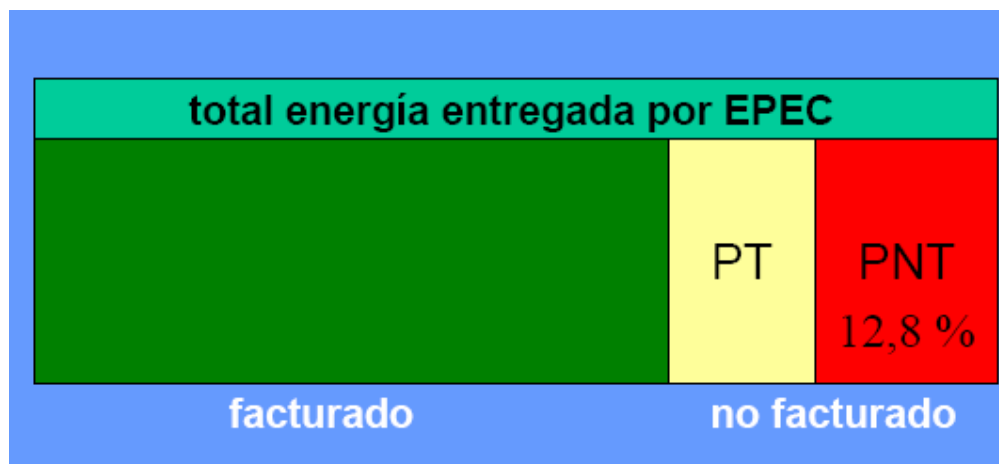 total energía entregada por EPEC
PT
PNT
12,8 %
facturado
no facturado